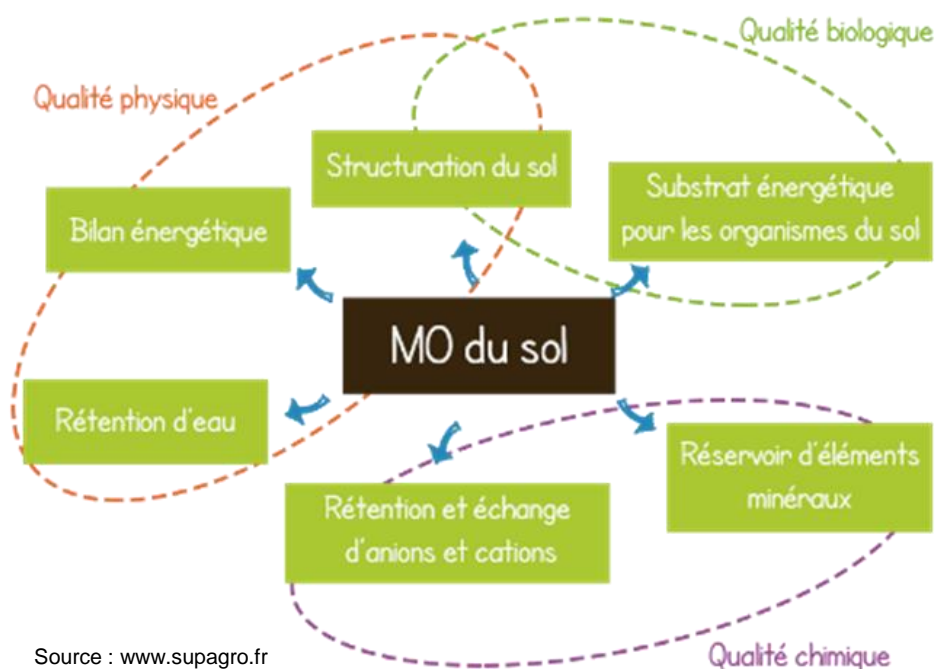 Qualité biologique
Qualité physique
Structuration du sol
Substrat énergétique
pour les organismes du sol
Bilan énergétique
MO du sol
Rétention d'eau
Réservoir d'éléments
minéraux
Rétention et échange
d'anions et cations
Source : www.supagro.fr
Qualité chimique